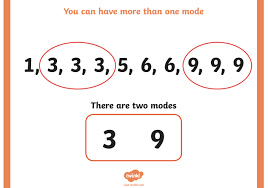 You can have more than one mode
1, 3, 3, 3, 5, 6, 6, 9, 9, 9
There are two modes
3 9
twinkl